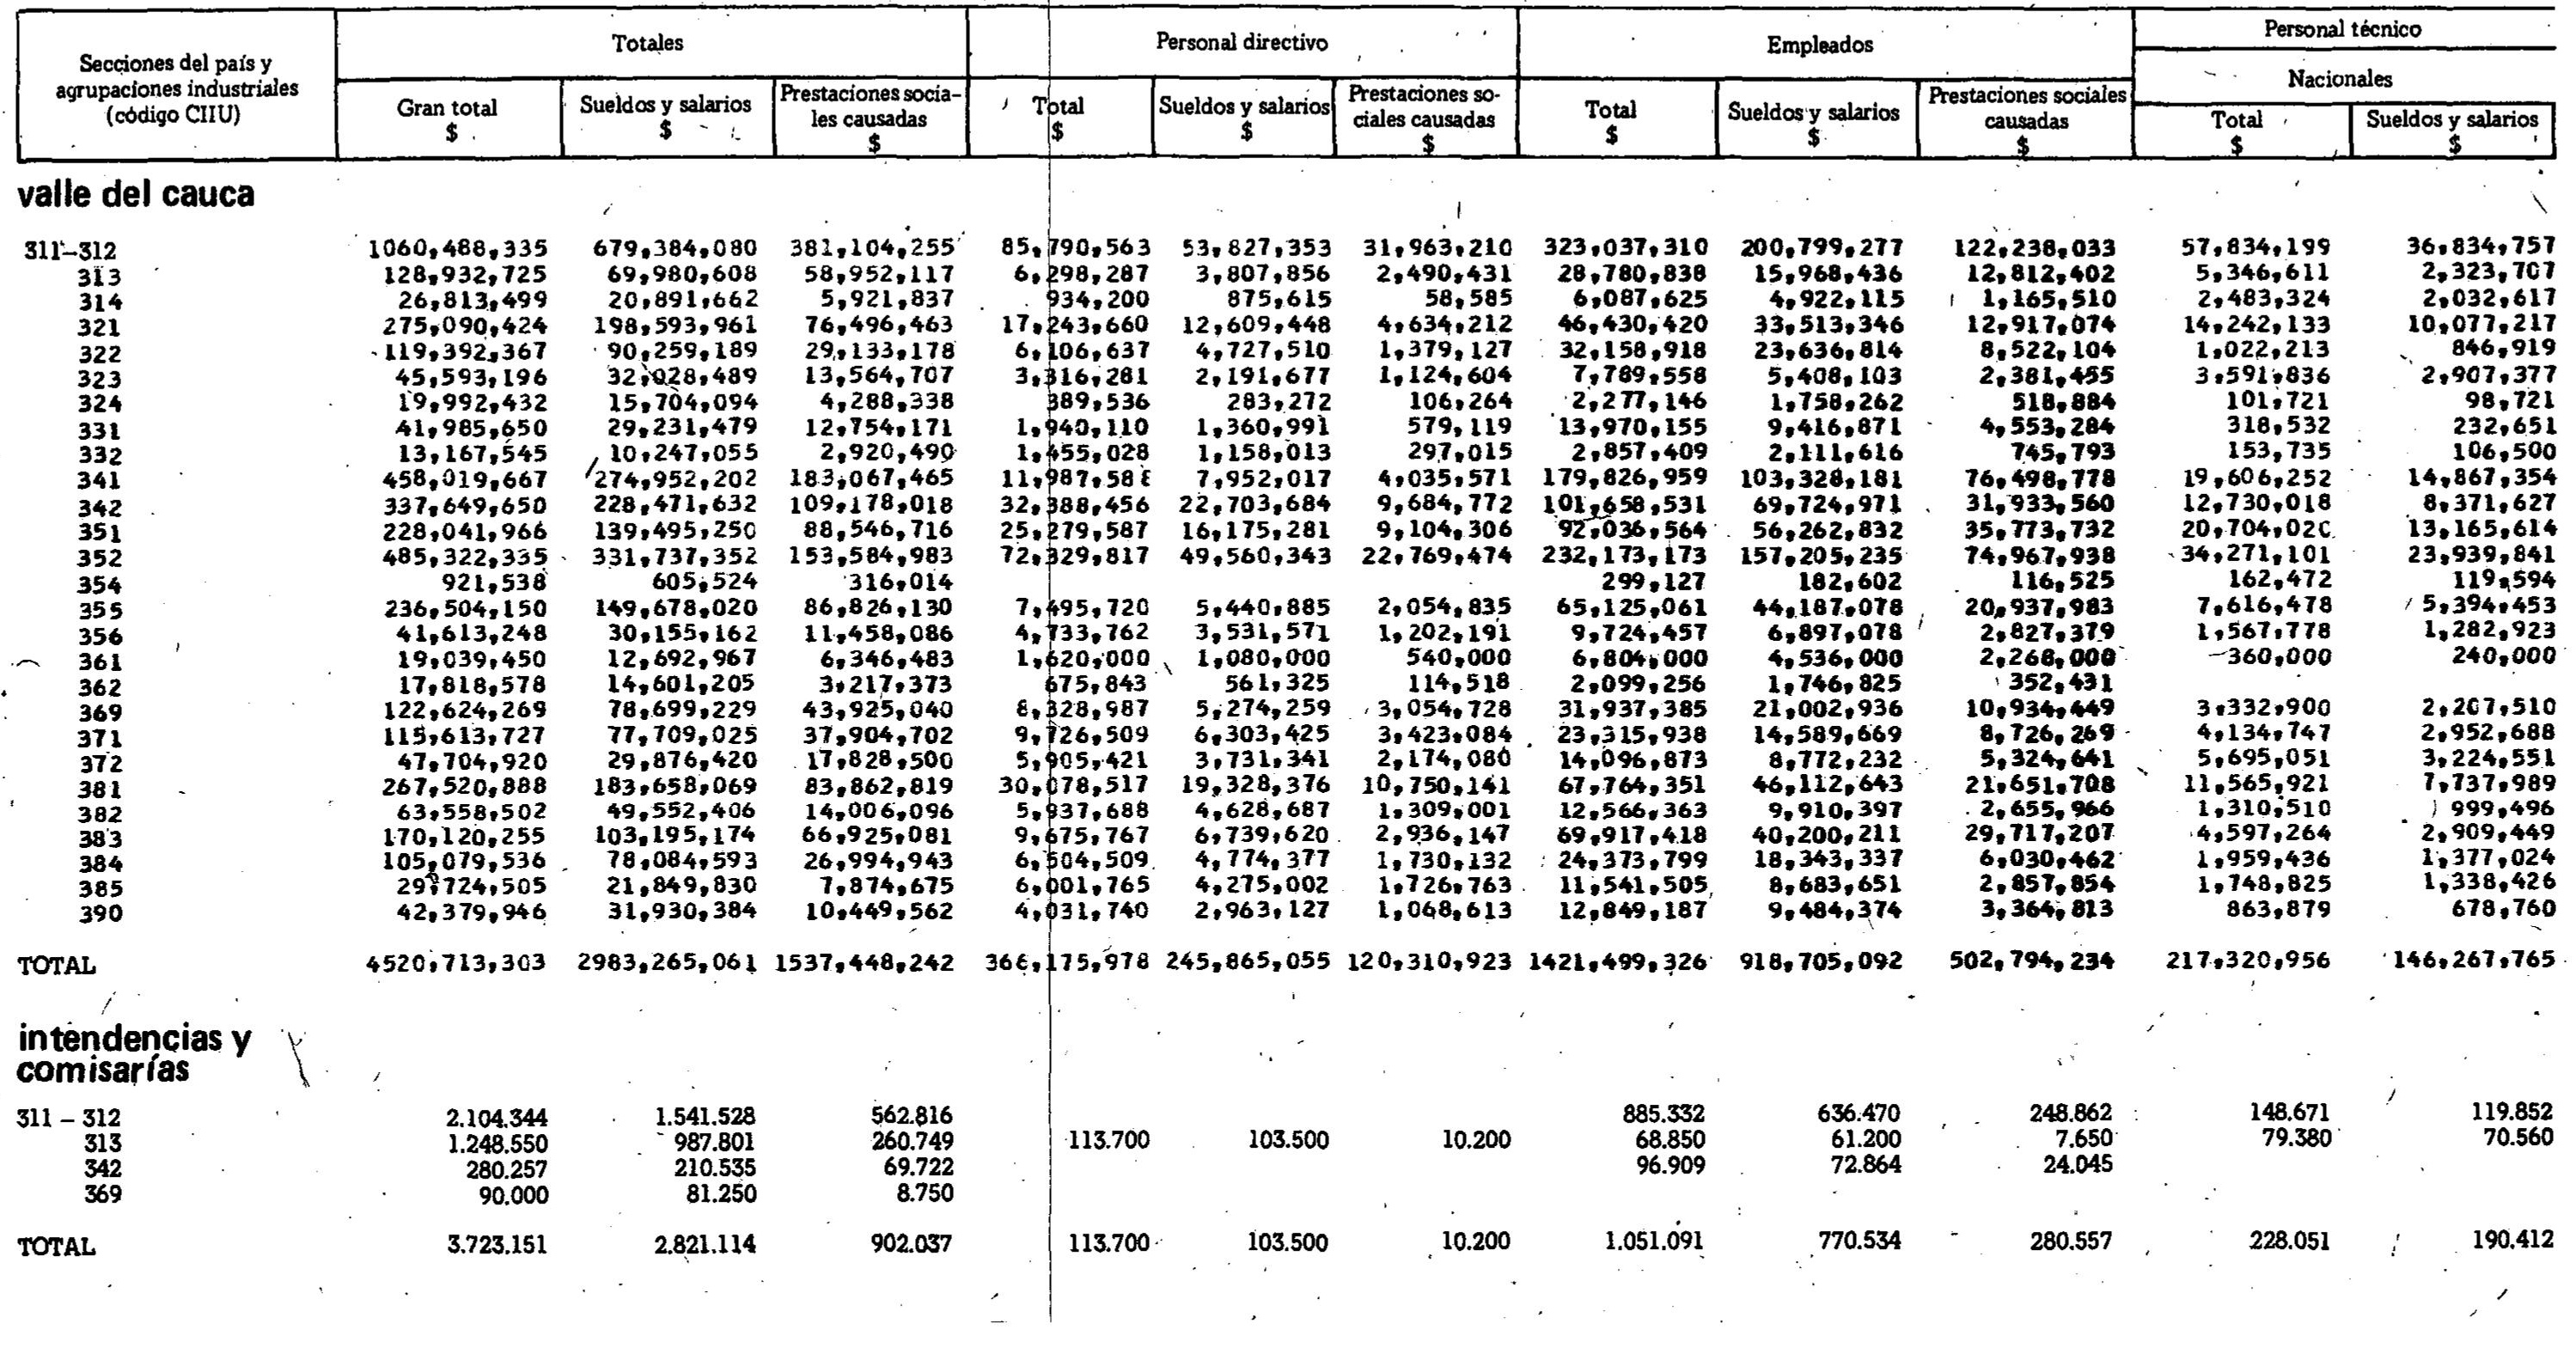 Secciones del país y agrupaciones industriales (código CIIU) Totales Personal directivo Empleados Personal técnico
Nacionales
Gran total $ Sueldos y salarios $ Prestaciones sociales causadas $ Total $ Sueldos y salarios $ Prestaciones sociales causadas $ Total $ Sueldos y salarios $ Prestaciones sociales causadas $ Total $ Sueldos y salarios $
valle del cauca
311-312 1060,488,335 679,384,080 381,104,255 85,790,563 53,827,353 31,963,210 323,037,310 200,799,277 122,238,033 57,834,199 36,834,757
313 128,932,725 69,980,608 58,952,117 6,298,287 3,807,856 2,490,431 28,780,838 15,968,436 12,812,402 5,346,611 2,323,707
314 26,813,499 20,891,662 5,921,837 934,200 875,615 58,585 6,087,625 4,922,115 1,165,510 2,483,324 2,032,617
321 275,090,424 198,593,961 76,496,463 17,243,660 12,609,448 4,634,212 46,430,420 33,513,346 12,917,074 14,242,133 10,077,217
322 119,392,367 90,259,189 29,133,178 6,106,637 4,727,510 1,379,127 32,158,918 23,636,814 8,522,104 1,022,213 846,919
323 45,593,196 32,028,489 13,564,707 3,316,281 2,191,677 1,124,604 7,789,558 5,408,103 2,381,455 3,591,836 2,907,377
324 19,992,432 15,704,094 4,288,338 389,536 283,272 106,264 2,277,146 1,758,262 518,884 101,721 98,721
331 41,985,650 29,231,479 12,754,171 1,940,110 1,360,991 579,119 13,970,155 9,416,871 4,553,284 318,532 232,651
332 13,167,545 10,247,055 2,920,490 1,455,028 1,158,013 297,015 2,857,409 2,111,616 745,793 153,735 106,500
341 458,019,667 274,952,202 183,067,465 11,987,588 7,952,017 4,035,571 179,826,959 103,328,181 76,498,778 19,606,252 14,867,354
342 337,649,650 228,471,632 109,178,018 32,388,456 22,703,684 9,684,772 101,658,531 69,724,971 31,933,560 12,730,018 8,371,627
351 228,041,966 139,495,250 88,546,716 25,279,587 16,175,281 9,104,306 92,036,564 56,262,832 35,773,732 20,704,020 13,165,614
352 485,322,335 331,737,352 153,584,983 72,329,817 49,560,343 22,769,474 232,173,173 157,205,235 74,967,938 34,271,101 23,939,841
354 921,538 605,524 316,014 299,127 182,602 116,525 162,472 119,594
355 236,504,150 149,678,020 86,826,130 7,495,720 5,440,885 2,054,835 65,125,061 44,187,078 20,937,983 7,616,478 5,394,453
356 41,613,248 30,155,162 11,458,086 4,733,762 3,531,571 1,202,191 9,724,457 6,897,078 2,827,379 1,567,778 1,282,923
361 19,039,450 12,692,967 6,346,483 1,620,000 1,080,000 540,000 6,804,000 4,536,000 2,268,000 360,000 240,000
362 17,818,578 14,601,205 3,217,373 675,843 561,325 114,518 2,099,256 1,746,825 352,431
369 122,624,269 78,699,229 43,925,040 8,328,987 5,274,259 3,054,728 31,937,385 21,002,936 10,934,449 3,332,900 2,207,510
371 115,613,727 77,709,025 37,904,702 9,726,509 6,303,425 3,423,084 23,315,938 14,589,669 8,726,269 4,134,747 2,952,688
372 47,704,920 29,876,420 17,828,500 5,905,421 3,731,341 2,174,080 14,096,873 8,772,232 5,324,641 5,695,051 3,224,551
381 267,520,888 183,658,069 83,862,819 30,078,517 19,328,376 10,750,141 67,764,351 46,112,643 21,651,708 11,565,921 7,737,989
382 63,558,502 49,552,406 14,006,096 5,937,688 4,628,687 1,309,001 12,566,363 9,910,397 2,655,966 1,310,510 999,496
383 170,120,255 103,195,174 66,925,081 9,675,767 6,739,620 2,936,147 69,917,418 40,200,211 29,717,207 4,597,264 2,909,449
384 105,079,536 78,084,593 26,994,943 6,504,509 4,774,377 1,730,132 24,373,799 18,343,337 6,030,462 1,959,436 1,377,024
385 29,724,505 21,849,830 7,874,675 6,001,765 4,275,002 1,726,763 11,541,505 8,683,651 2,857,854 1,748,825 1,338,426
390 42,379,946 31,930,384 10,449,562 4,031,740 2,963,127 1,068,613 12,849,187 9,484,374 3,364,813 863,879 678,760
TOTAL 4520,713,303 2983,265,061 1537,448,242 366,175,978 245,865,055 120,310,923 1421,499,326 918,705,092 502,794,234 217,320,956 146,267,765
intendencias y
comisarías
311 – 312 2.104.344 1.541.528 562.816 885.332 636.470 248.862 148.671 119.852
313 1.248.550 987.801 260.749 113.700 103.500 10.200 68.850 61.200 7.650 79.380 70.560
342 280.257 210.535 69.722 96.909 72.864 24.045
369 90.000 81.250 8.750
TOTAL 3.723.151 2.821.114 902.037 113.700 103.500 10.200 1.051.091 770.534 280.557 228.051 190.412